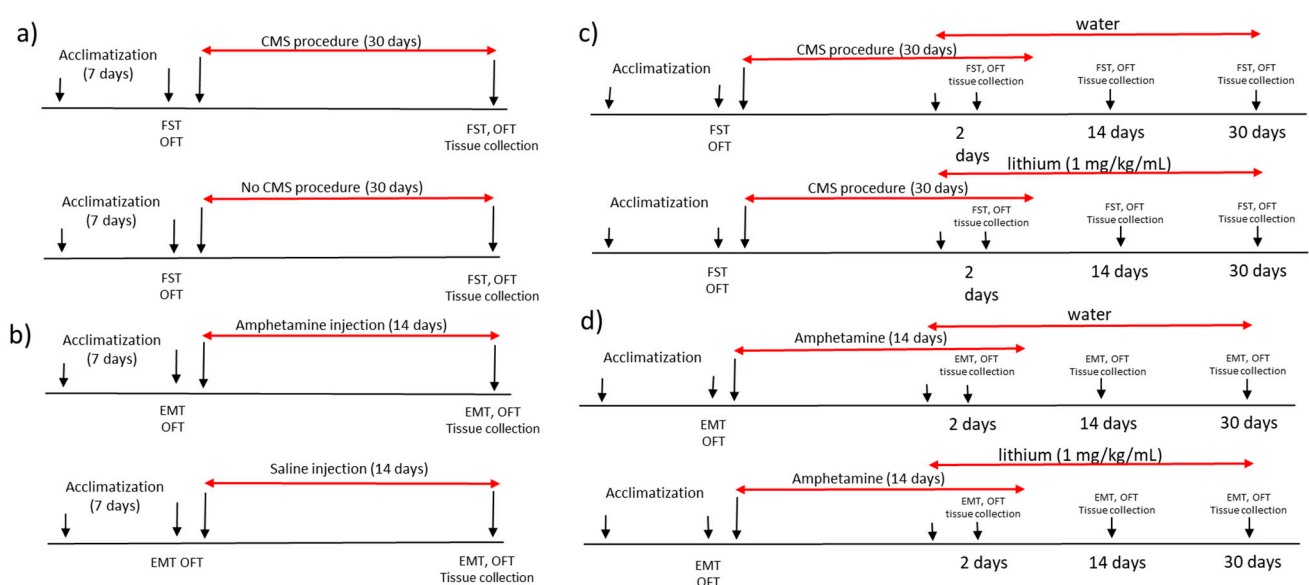 a)
Acclimatization
(7 days)
CMS procedure (30 days)
FST
OFT
FST, OFT
Tissue collection
Acclimatization
(7 days)
No CMS procedure (30 days)
FST
OFT
FST, OFT
Tissue collection
b)
Acclimatization
(7 days)
Amphetamine injection (14 days)
EMT
OFT
EMT, OFT
Tissue collection
Acclimatization
(7 days)
Saline injection (14 days)
EMT OFT
EMT, OFT
Tissue collection
c)
water
CMS procedure (30 days)
Acclimatization
FST, OFT
tissue collection
FST, OFT
Tissue collection
FST, OFT
Tissue collection
FST
OFT
2
days
14 days
30 days
lithium (1 mg/kg/mL)
CMS procedure (30 days)
Acclimatization
FST, OFT
tissue collection
FST, OFT
Tissue collection
FST, OFT
Tissue collection
FST
OFT
2
days
14 days
30 days
d)
water
Amphetamine (14 days)
Acclimatization
EMT, OFT
tissue collection
EMT, OFT
Tissue collection
EMT, OFT
Tissue collection
EMT
OFT
2 days
14 days
30 days
lithium (1 mg/kg/mL)
Amphetamine (14 days)
Acclimatization
EMT, OFT
tissue collection
EMT, OFT
Tissue collection
EMT, OFT
Tissue collection
EMT
OFT
2 days
14 days
30 days